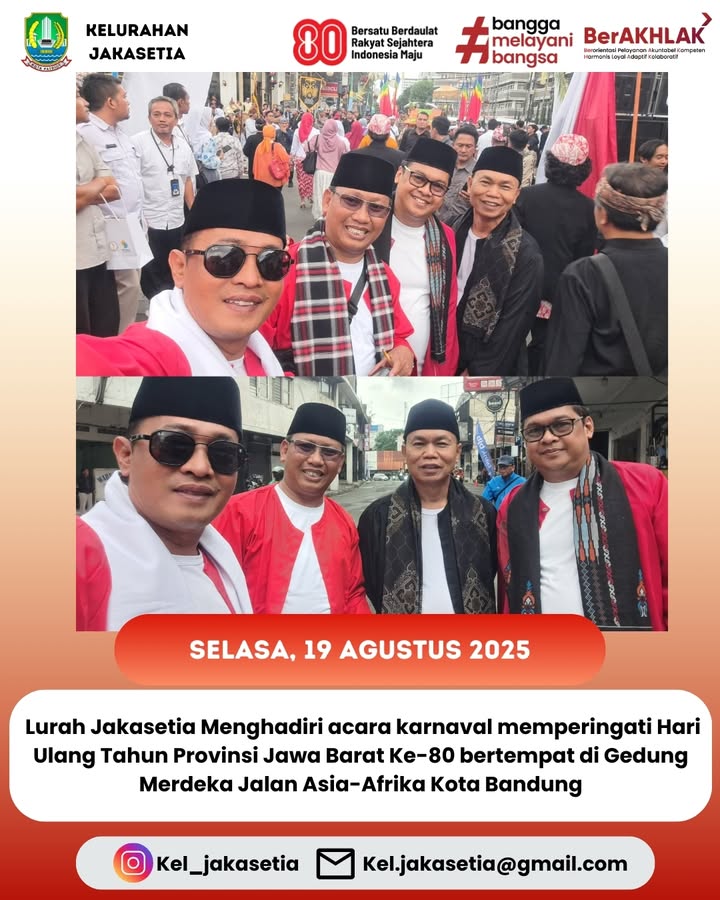 KELURAHAN
JAKASETIA
80
Bersatu Berdaulat
Rakyat Sejahtera
Indonesia Maju
#bangga
melayani
bangsa
BerAKHLAK
Berorientasi Pelayanan Akuntabel Kompeten
Harmonis Loyal Adaptif Kolaboratif
SELASA, 19 AGUSTUS 2025
Lurah Jakasetia Menghadiri acara karnaval memperingati Hari
Ulang Tahun Provinsi Jawa Barat Ke-80 bertempat di Gedung
Merdeka Jalan Asia-Afrika Kota Bandung
Kel_jakasetia
Kel.jakasetia@gmail.com